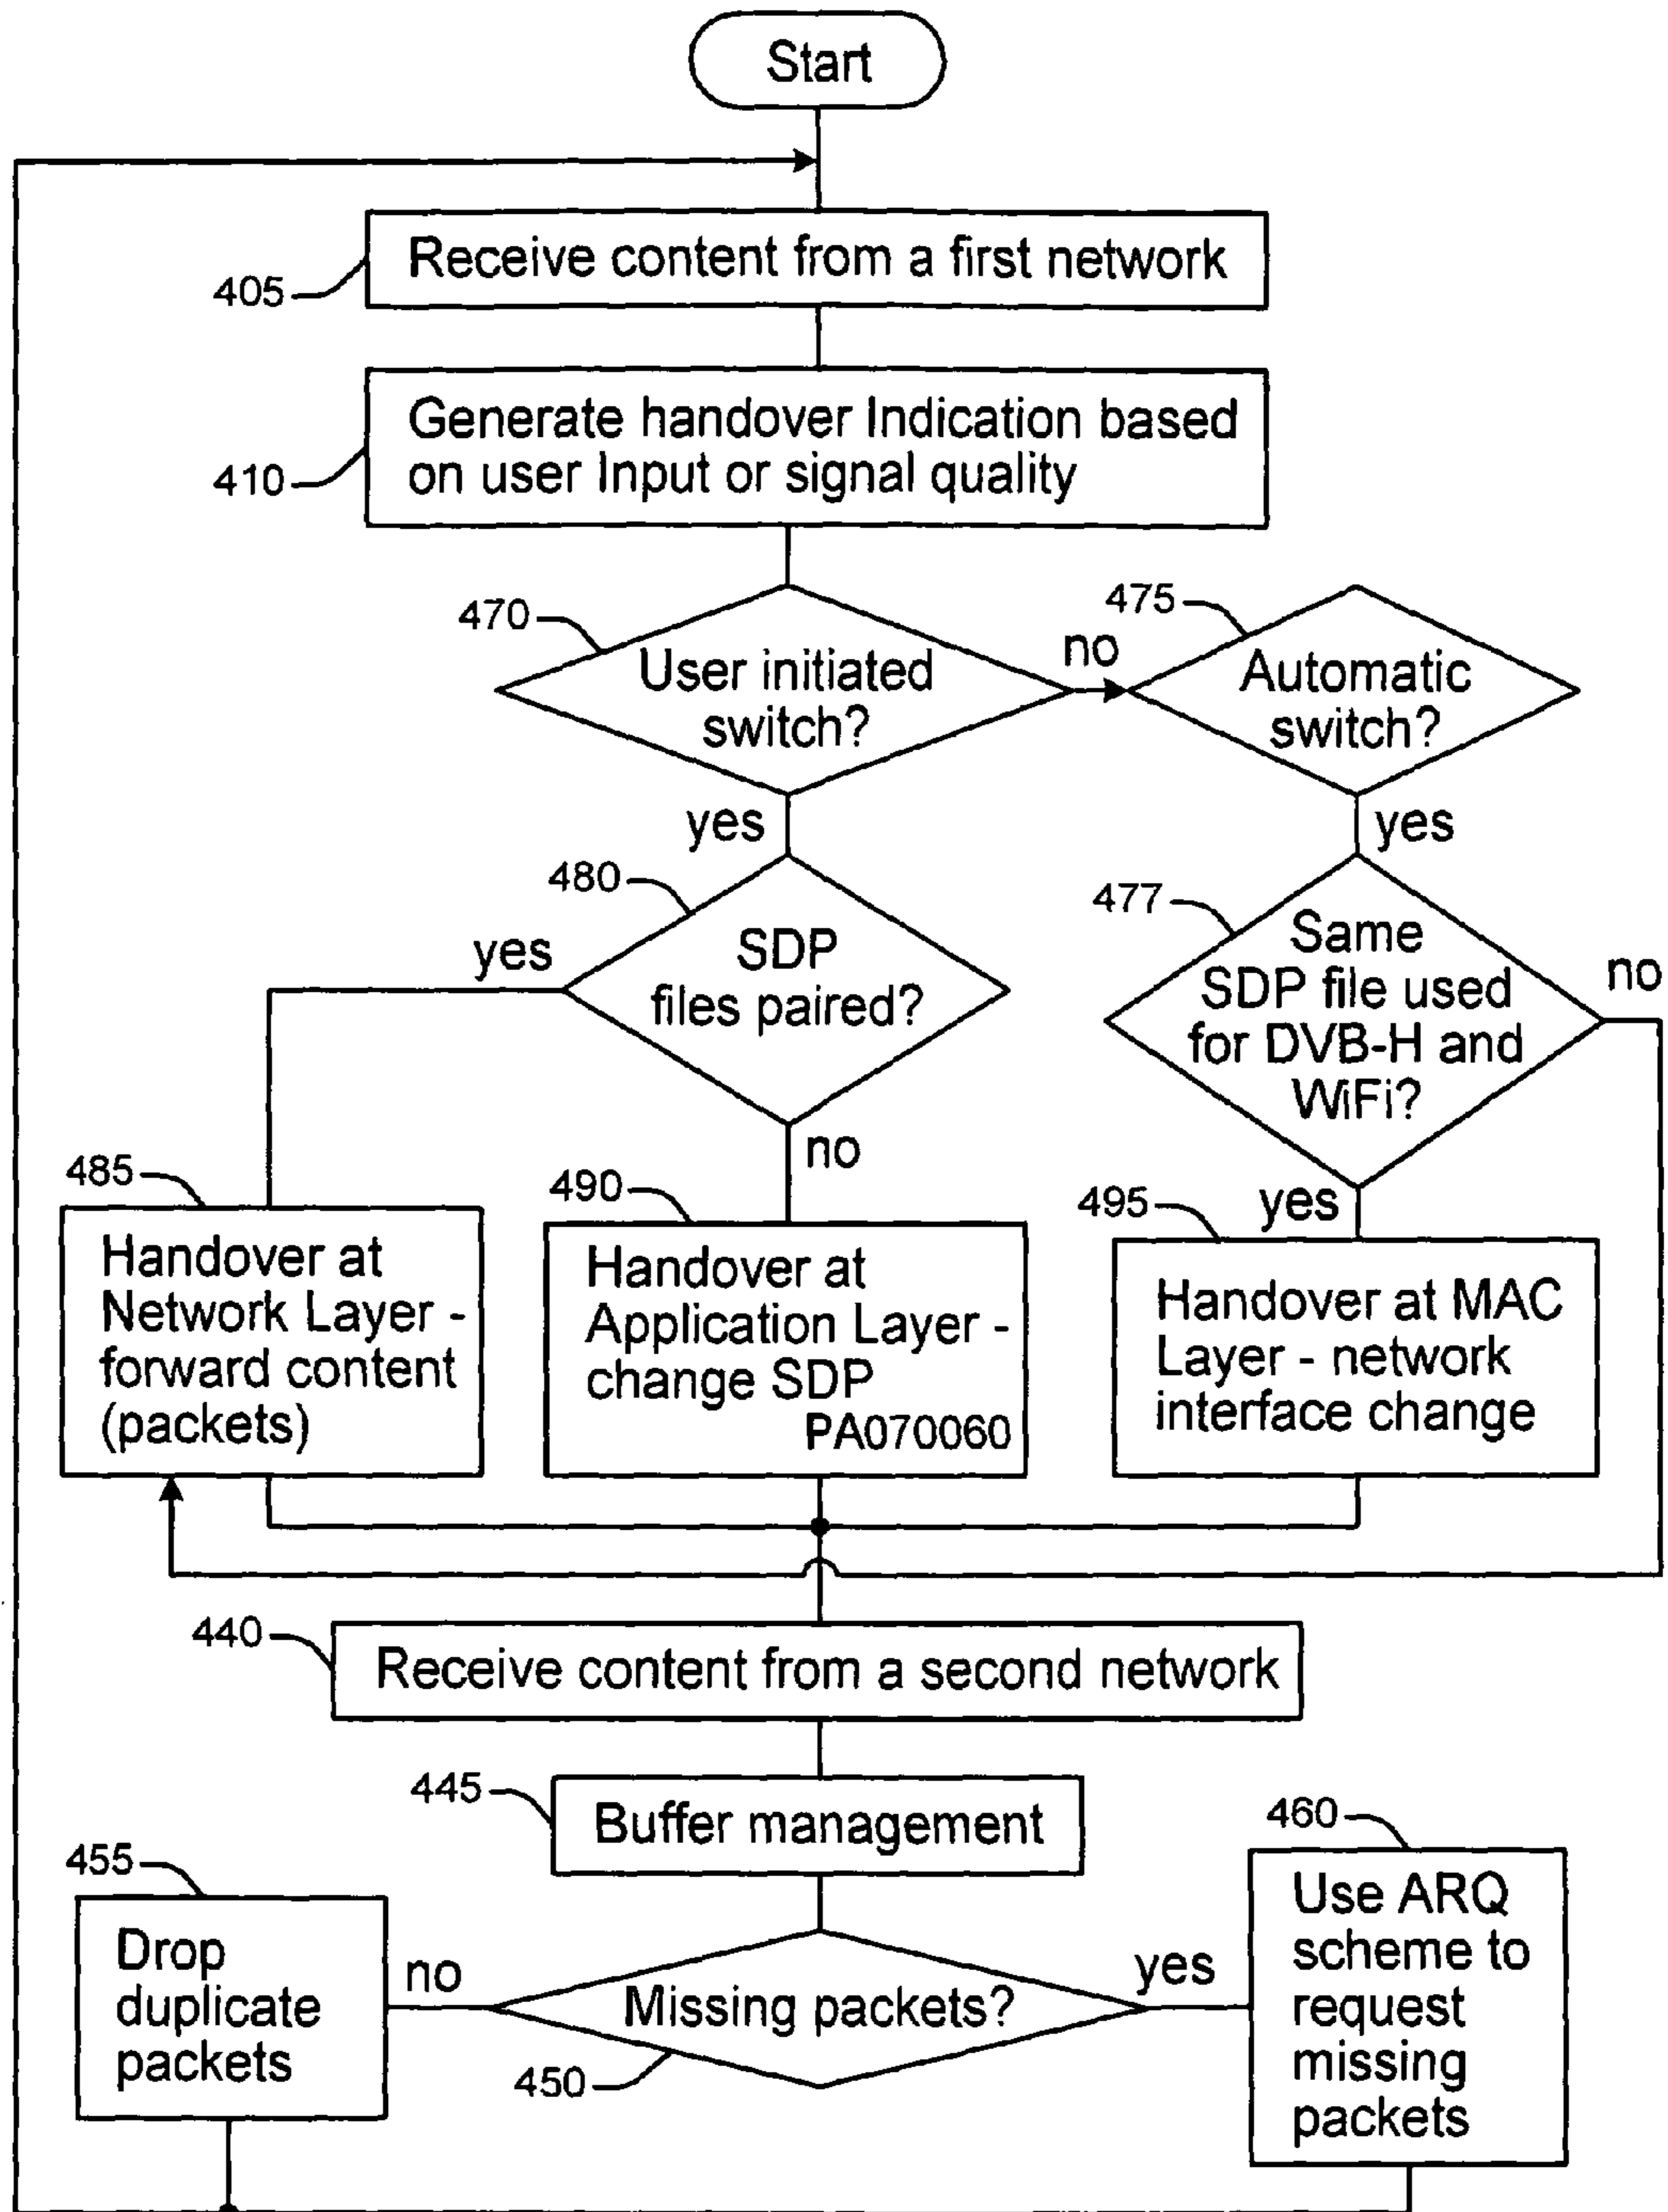 Start
Receive content from a first network
405
Generate handover Indication based
on user Input or signal quality
410
470
475
User initiated
switch?
no
Automatic
switch?
yes
yes
480
477
yes
SDP
files paired?
Same
SDP file used
for DVB-H and
WiFi?
no
no
yes
485
490
495
Handover at
Network Layer -
forward content
(packets)
Handover at
Application Layer -
change SDP
PA070060
Handover at MAC
Layer - network
interface change
440
Receive content from a second network
445
Buffer management
455
460
Drop
duplicate
packets
no
Missing packets?
yes
450
Use ARQ
scheme to
request
missing
packets